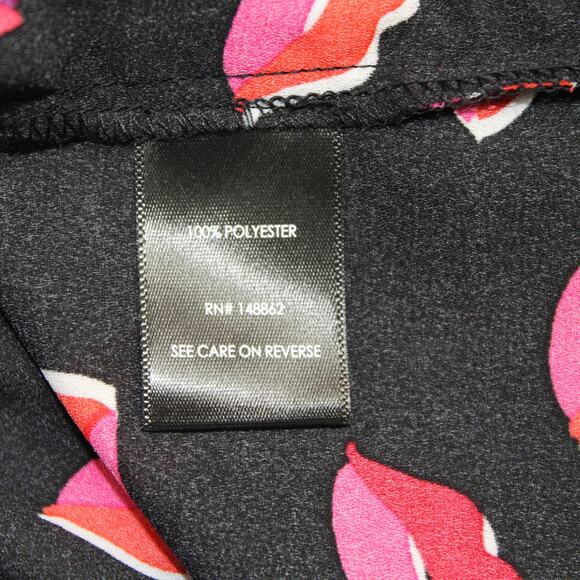 100% POLYESTER
RN# 148862
SEE CARE ON REVERSE